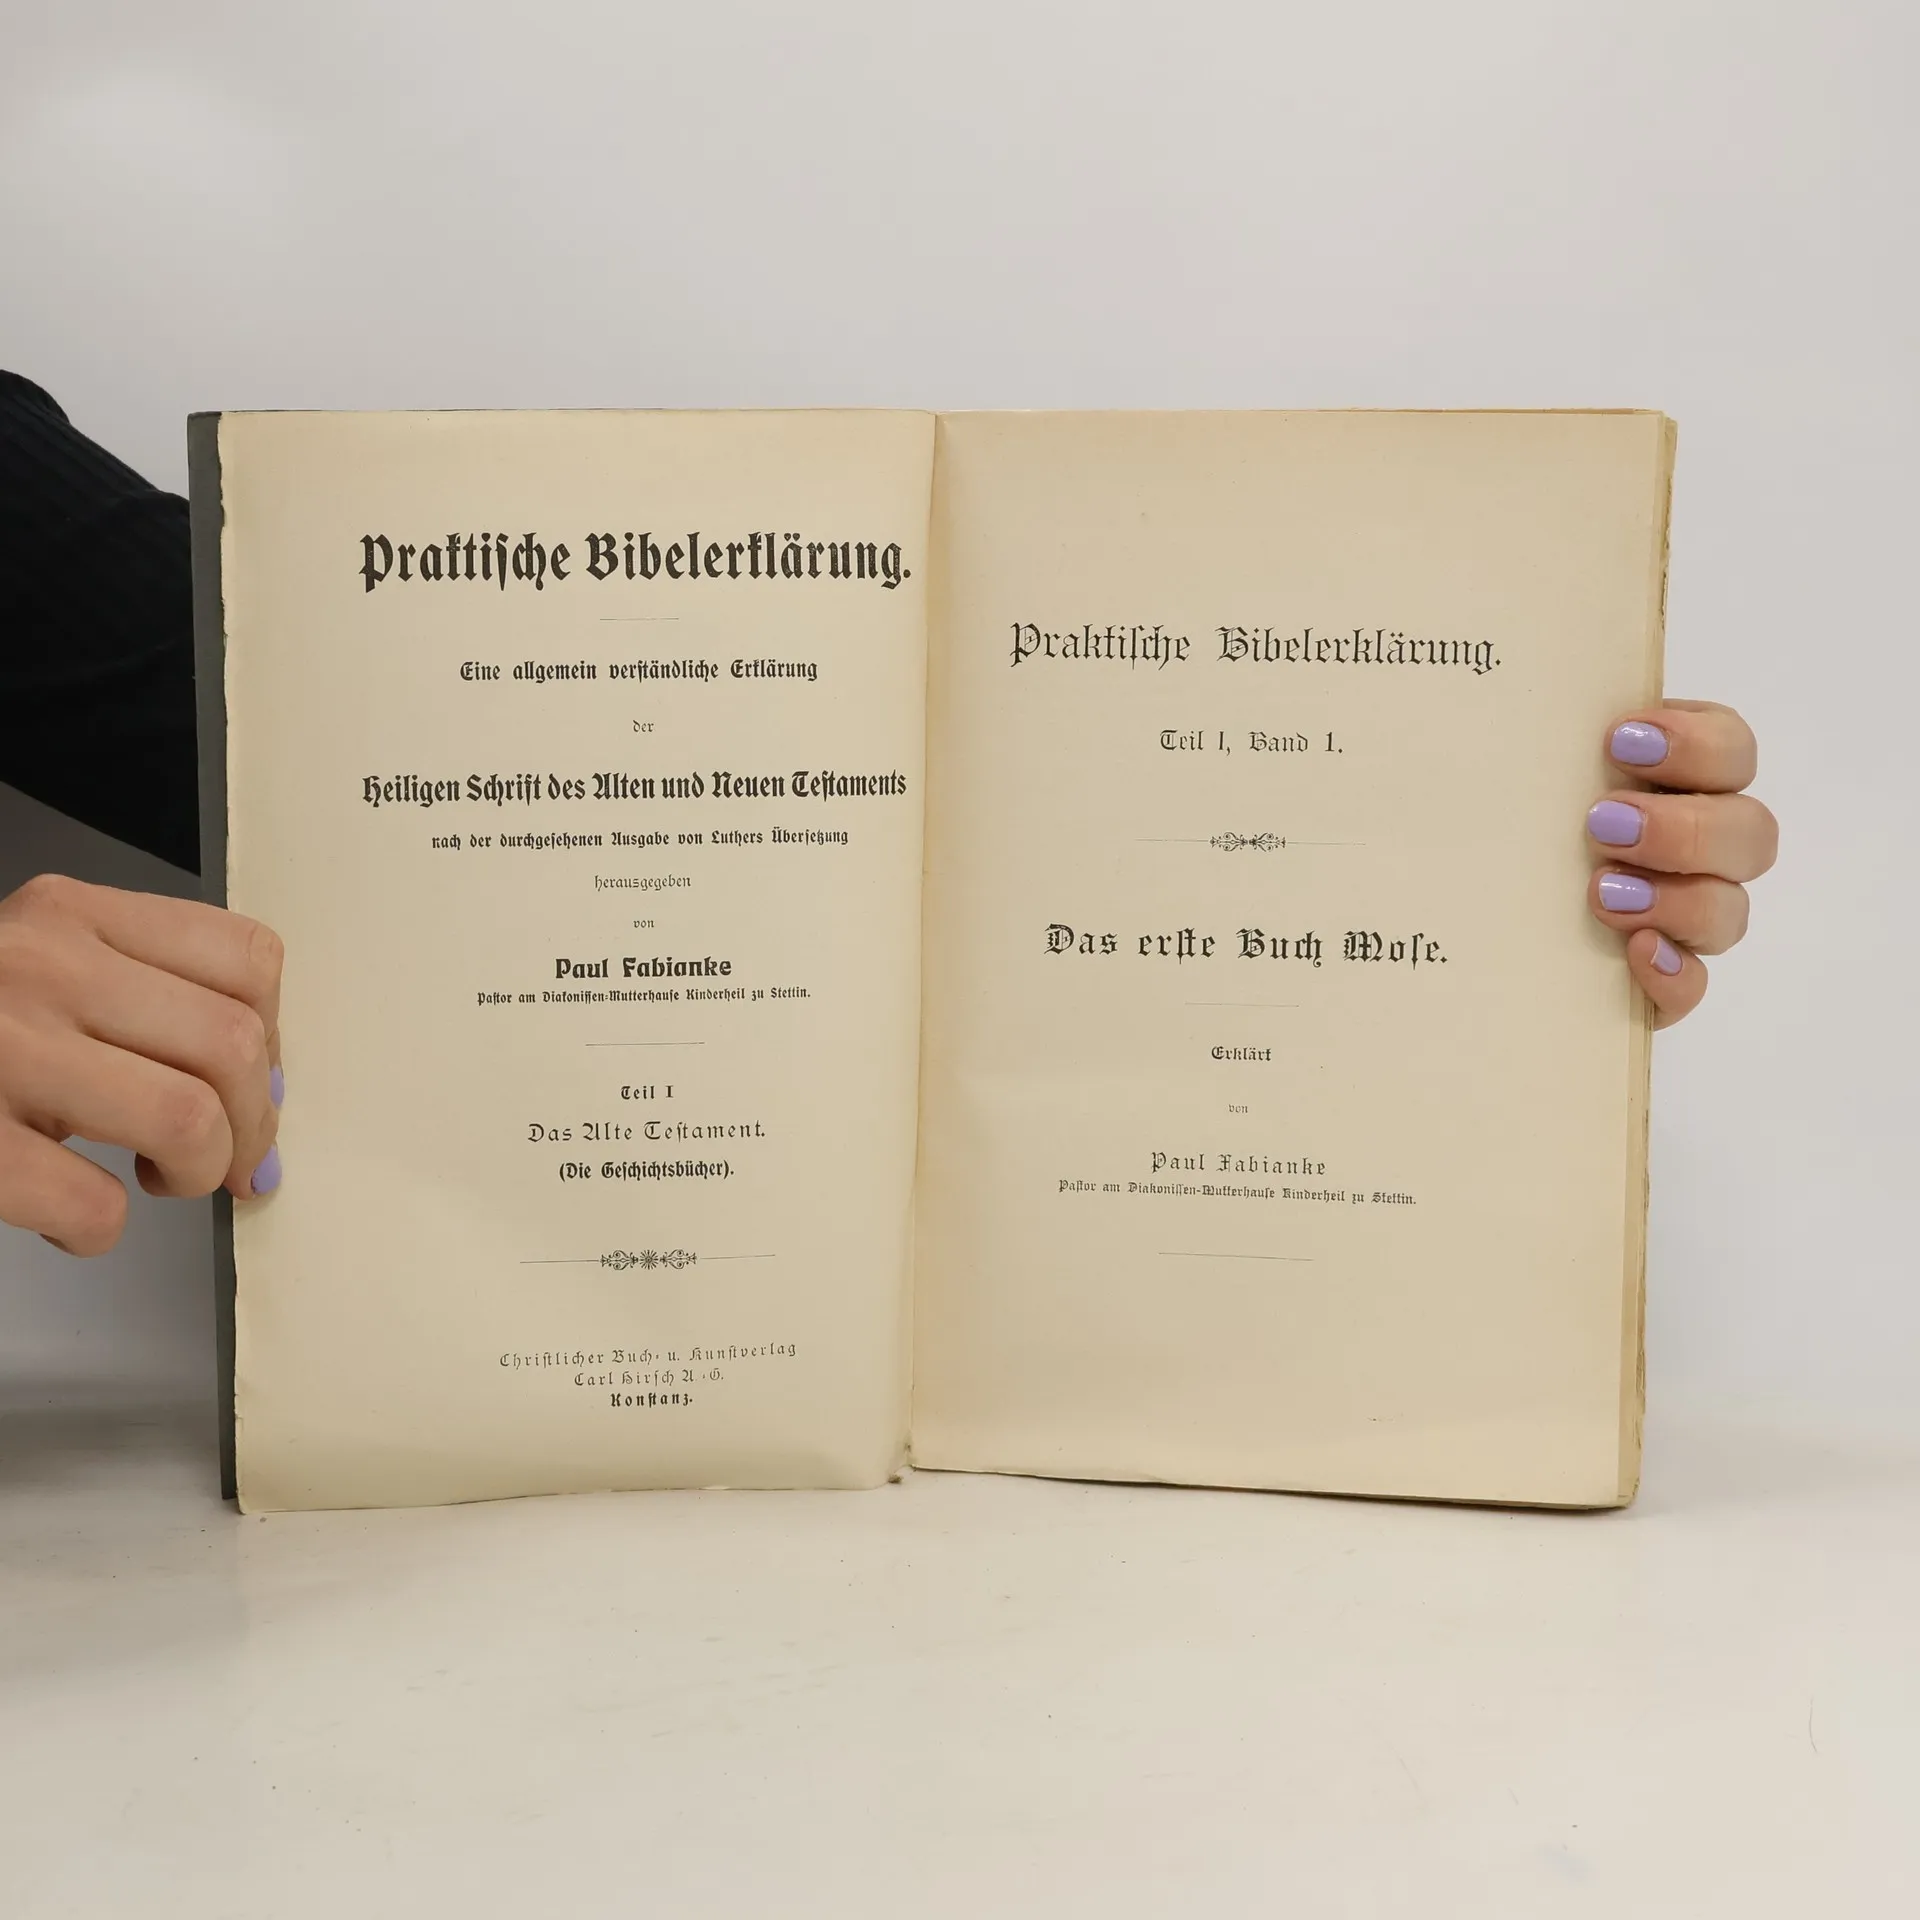 Praktische Bibelerklärung.
Eine allgemein verständliche Erklärung
der
Heiligen Schrift des Alten und Neuen Testaments
nach der durchgesehenen Ausgabe von Luthers Übersetzung
herausgegeben
von
Paul Fabianke
Pastor am Diakonissen-Mutterhause Kinderheil zu Stettin.
Teil I
Das Alte Testament.
(Die Geschichtsbücher).
Christlicher Buch- u. Kunstverlag
Carl Hirsch A.-G.
Konstanz.
Praktische Bibelerklärung.
Teil I, Band 1.
Das erste Buch Mose.
Erklärt
von
Paul Fabianke
Pastor am Diakonissen-Mutterhause Kinderheil zu Stettin.